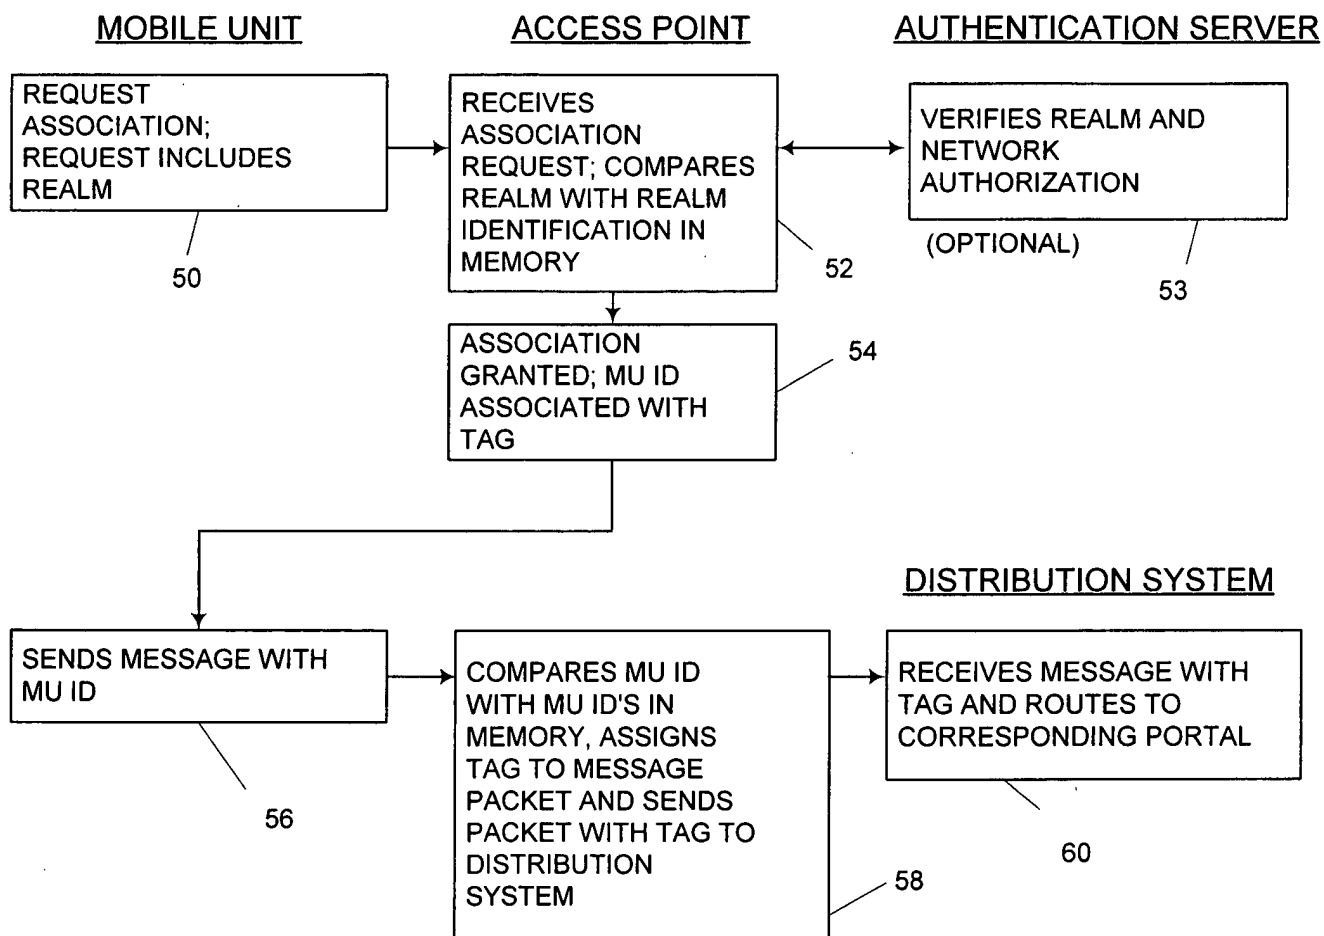 MOBILE UNIT
ACCESS POINT
AUTHENTICATION SERVER
REQUEST
ASSOCIATION;
REQUEST INCLUDES
REALM
50
RECEIVES
ASSOCIATION
REQUEST; COMPARES
REALM WITH REALM
IDENTIFICATION IN
MEMORY
52
VERIFIES REALM AND
NETWORK
AUTHORIZATION
(OPTIONAL)
53
ASSOCIATION
GRANTED; MU ID
ASSOCIATED WITH
TAG
54
DISTRIBUTION SYSTEM
SENDS MESSAGE WITH
MU ID
56
COMPARES MU ID
WITH MU ID'S IN
MEMORY, ASSIGNS
TAG TO MESSAGE
PACKET AND SENDS
PACKET WITH TAG TO
DISTRIBUTION
SYSTEM
58
RECEIVES MESSAGE WITH
TAG AND ROUTES TO
CORRESPONDING PORTAL
60